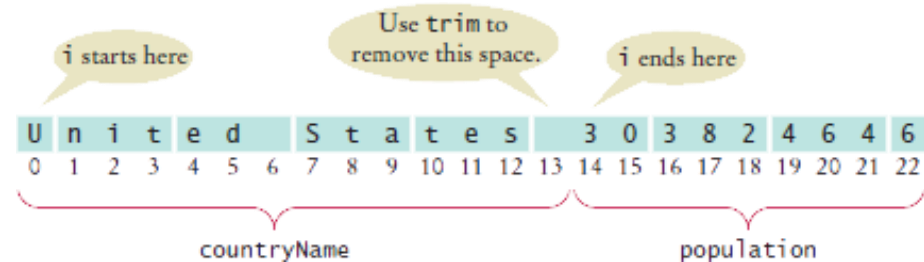 i starts here
Use trim to
remove this space.
i ends here
U n i t e d   S t a t e s   3 0 3 8 2 4 6 4 6
0 1 2 3 4 5 6 7 8 9 10 11 12 13 14 15 16 17 18 19 20 21 22
countryName population